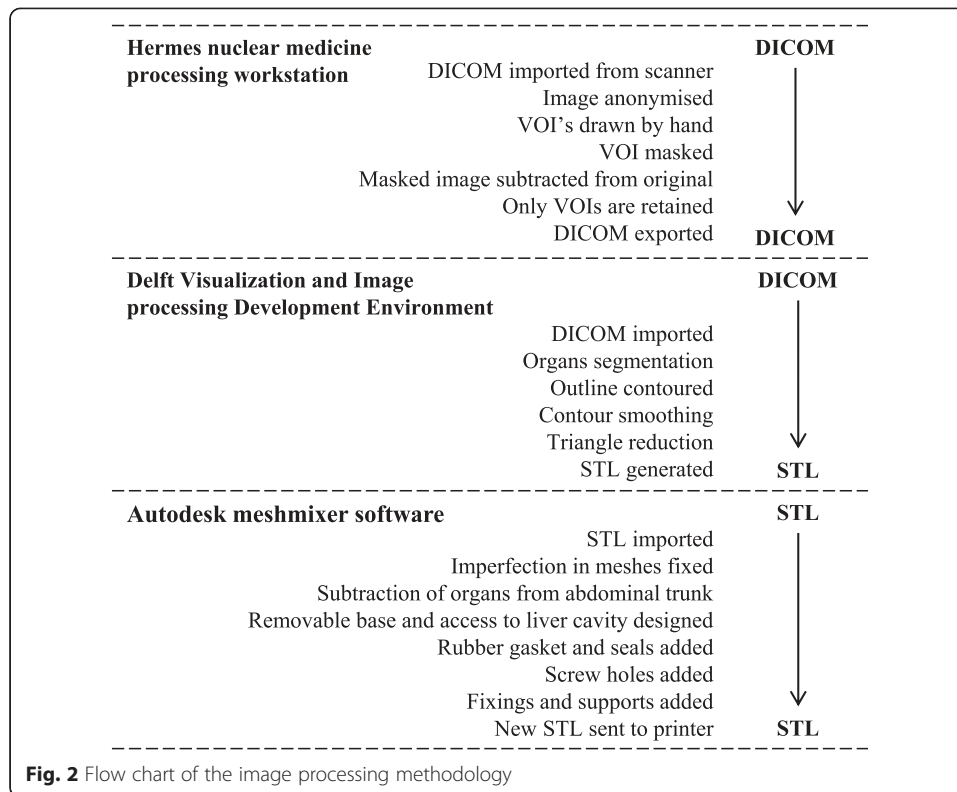 Hermes nuclear medicine
processing workstation
DICOM
DICOM imported from scanner
Image anonymised
VOI's drawn by hand
VOI masked
Masked image subtracted from original
Only VOIs are retained
DICOM exported
DICOM
Delft Visualization and Image
processing Development Environment
DICOM
DICOM imported
Organs segmentation
Outline contoured
Contour smoothing
Triangle reduction
STL generated
STL
Autodesk meshmixer software
STL
STL imported
Imperfection in meshes fixed
Subtraction of organs from abdominal trunk
Removable base and access to liver cavity designed
Rubber gasket and seals added
Screw holes added
Fixings and supports added
New STL sent to printer
STL
Fig. 2 Flow chart of the image processing methodology